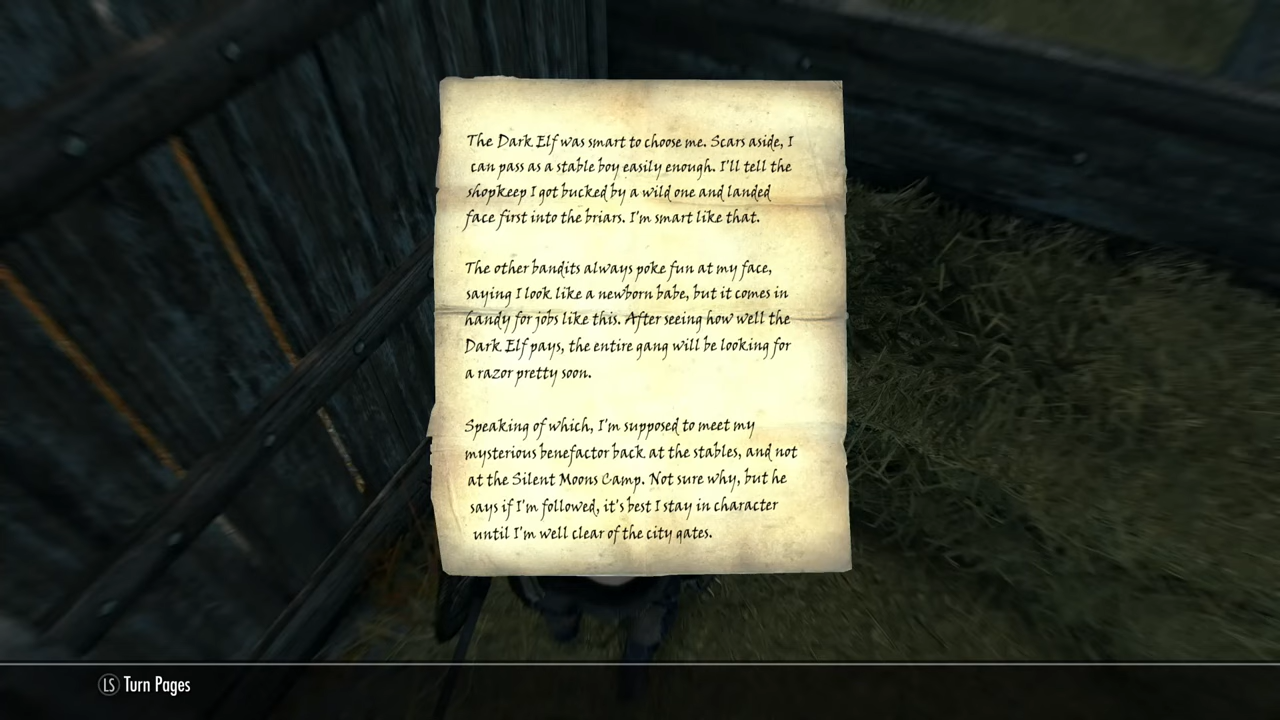 The Dark Elf was smart to choose me. Scars aside, I
can pass as a stable boy easily enough. I'll tell the
shopkeep I got bucked by a wild one and landed
face first into the briars. I'm smart like that.
The other bandits always poke fun at my face,
saying I look like a newborn babe, but it comes in
handy for jobs like this. After seeing how well the
Dark Elf pays, the entire gang will be looking for
a razor pretty soon.
Speaking of which, I'm supposed to meet my
mysterious benefactor back at the stables, and not
at the Silent Moons Camp. Not sure why, but he
says if I'm followed, it's best I stay in character
until I'm well clear of the city gates.
LS Turn Pages